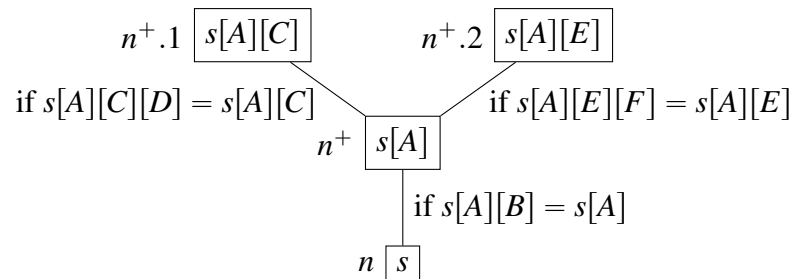 n⁺.1 s[A][C] n⁺.2 s[A][E]
if s[A][C][D] = s[A][C] if s[A][E][F] = s[A][E]
n⁺ s[A]
if s[A][B] = s[A]
n s